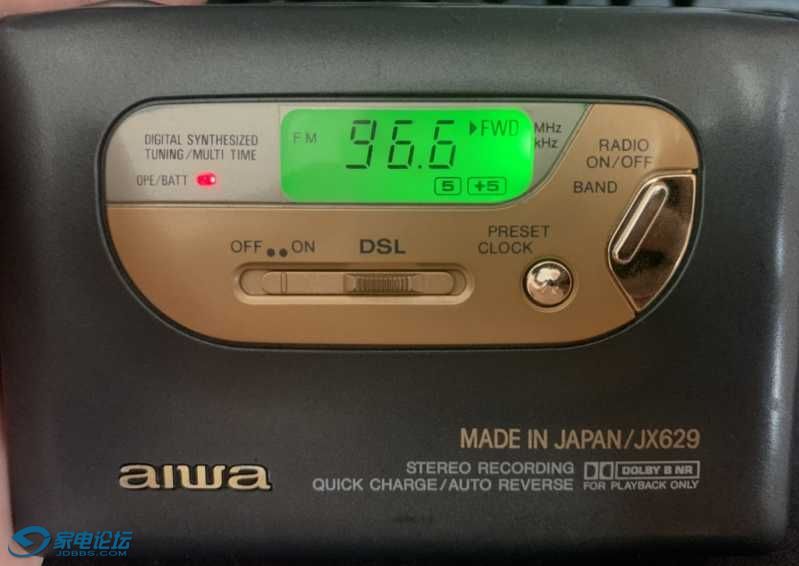 DIGITAL SYNTHESIZED
TUNING/MULTI TIME
OPE/BATT
FM
96.6
FWD
5 +5
MHz
kHz
RADIO
ON/OFF
BAND
OFF ON DSL
PRESET
CLOCK
MADE IN JAPAN/JX629
aiwa
STEREO RECORDING DOLBY B NR
QUICK CHARGE/AUTO REVERSE FOR PLAYBACK ONLY
家电论坛
JDBBS.COM